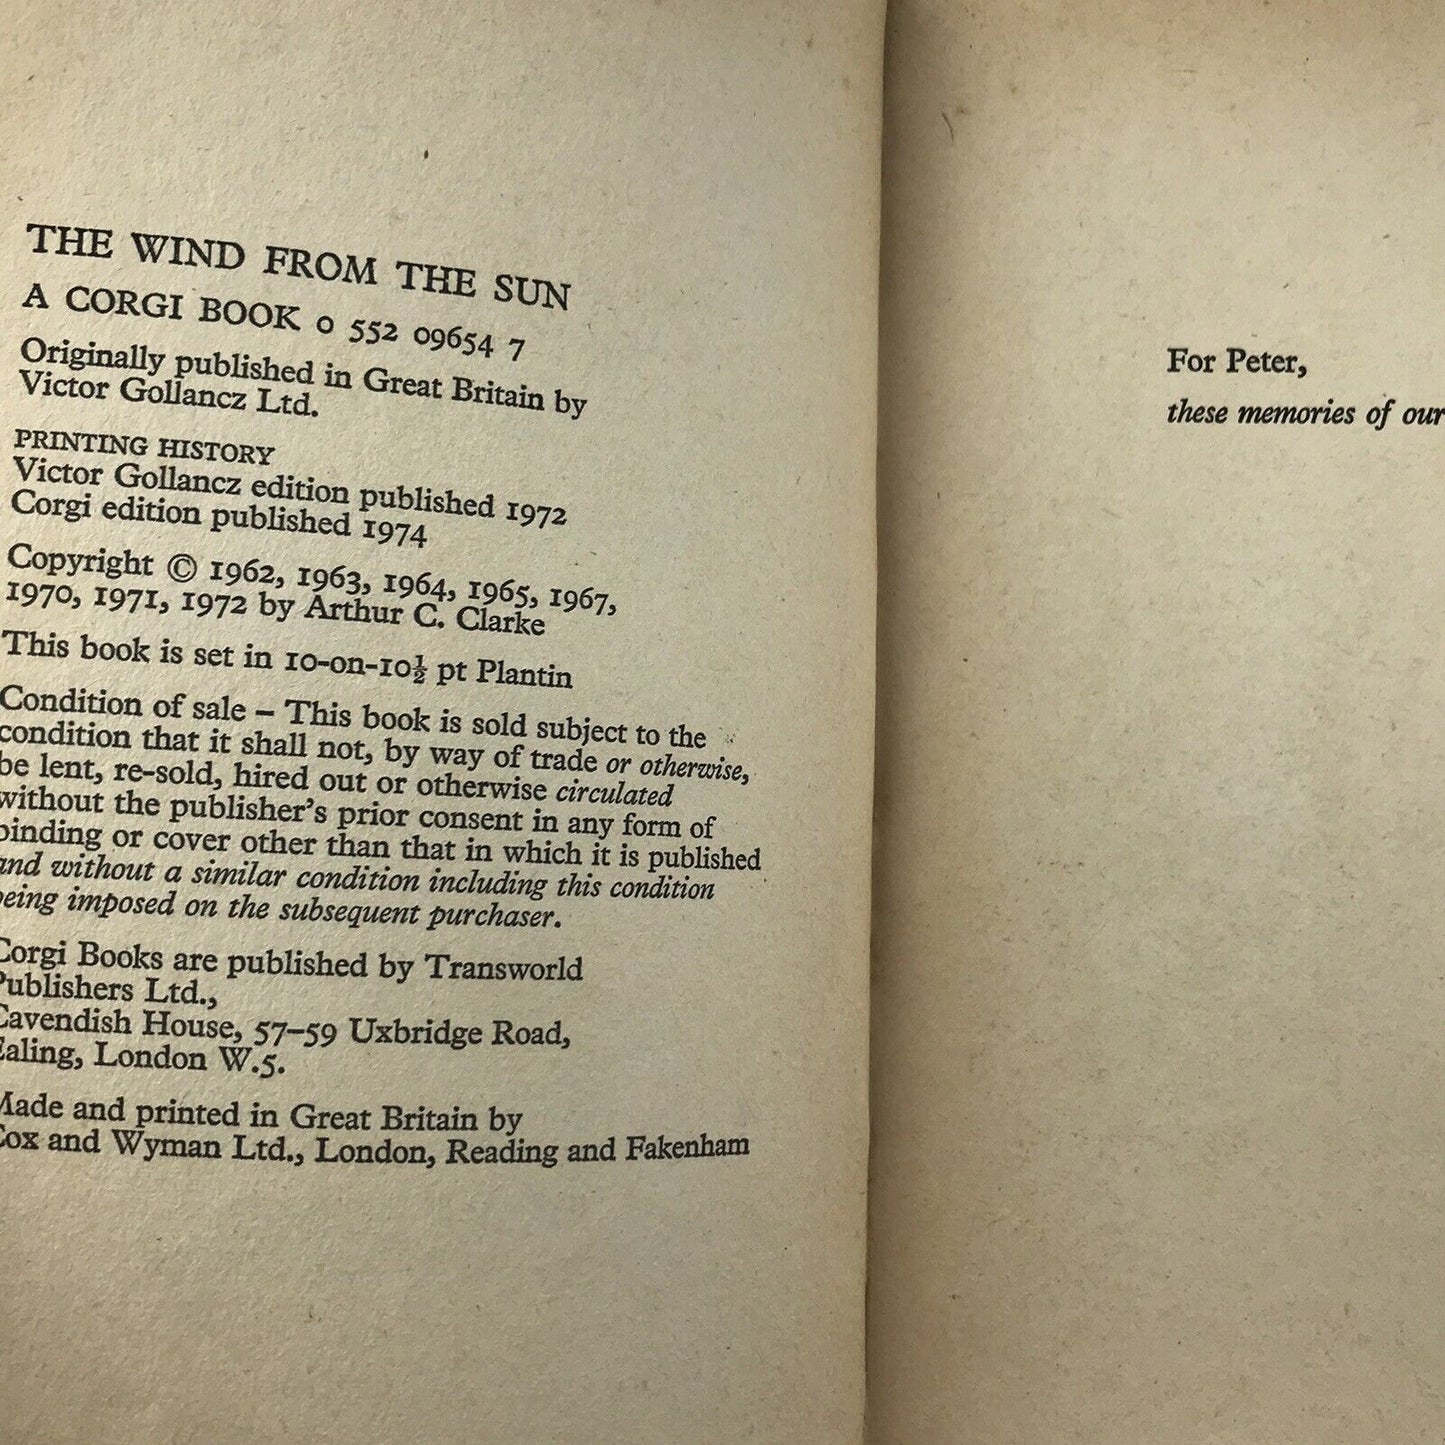 THE WIND FROM THE SUN
A CORGI BOOK 0 552 09654 7
Originally published in Great Britain by
Victor Gollancz Ltd.
PRINTING HISTORY
Victor Gollancz edition published 1972
Corgi edition published 1974
Copyright © 1962, 1963, 1964, 1965, 1967,
1970, 1971, 1972 by Arthur C. Clarke
This book is set in 10-on-10½ pt Plantin
Condition of sale – This book is sold subject to the
condition that it shall not, by way of trade or otherwise,
be lent, re-sold, hired out or otherwise circulated
without the publisher's prior consent in any form of
binding or cover other than that in which it is published
and without a similar condition including this condition
being imposed on the subsequent purchaser.
Corgi Books are published by Transworld
Publishers Ltd.,
Cavendish House, 57–59 Uxbridge Road,
Ealing, London W.5.
Made and printed in Great Britain by
Cox and Wyman Ltd., London, Reading and Fakenham
For Peter,
these memories of our